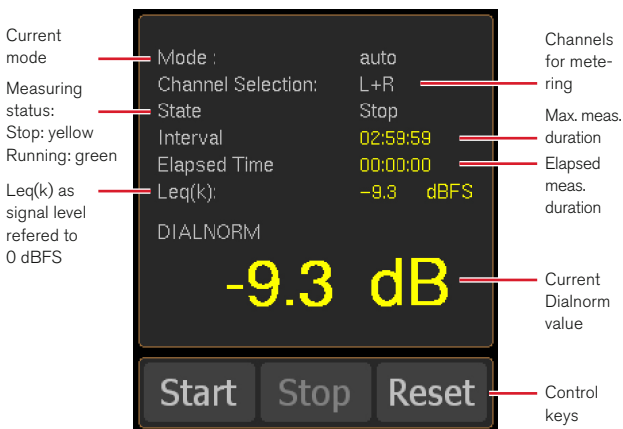 Current
mode
Measuring
status:
Stop: yellow
Running: green
Leq(k) as
signal level
refered to
0 dBFS
Mode : auto
Channel Selection: L+R
State Stop
Interval 02:59:59
Elapsed Time 00:00:00
Leq(k): –9.3 dBFS
DIALNORM
-9.3 dB
Start Stop Reset
Channels
for mete-
ring
Max. meas.
duration
Elapsed
meas.
duration
Current
Dialnorm
value
Control
keys